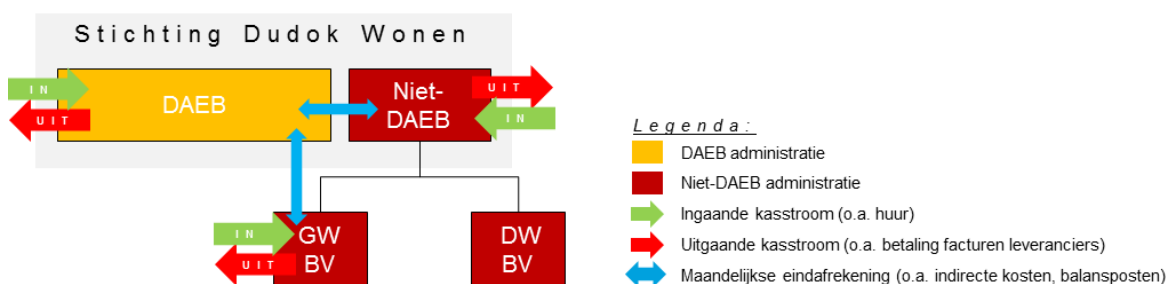 Stichting Dudok Wonen
IN
UIT
DAEB
Niet-
DAEB
UIT
IN
IN
UIT
GW
BV
DW
BV
Legenda:
DAEB administratie
Niet-DAEB administratie
Ingaande kasstroom (o.a. huur)
Uitgaande kasstroom (o.a. betaling facturen leveranciers)
Maandelijkse eindafrekening (o.a. indirecte kosten, balansposten)